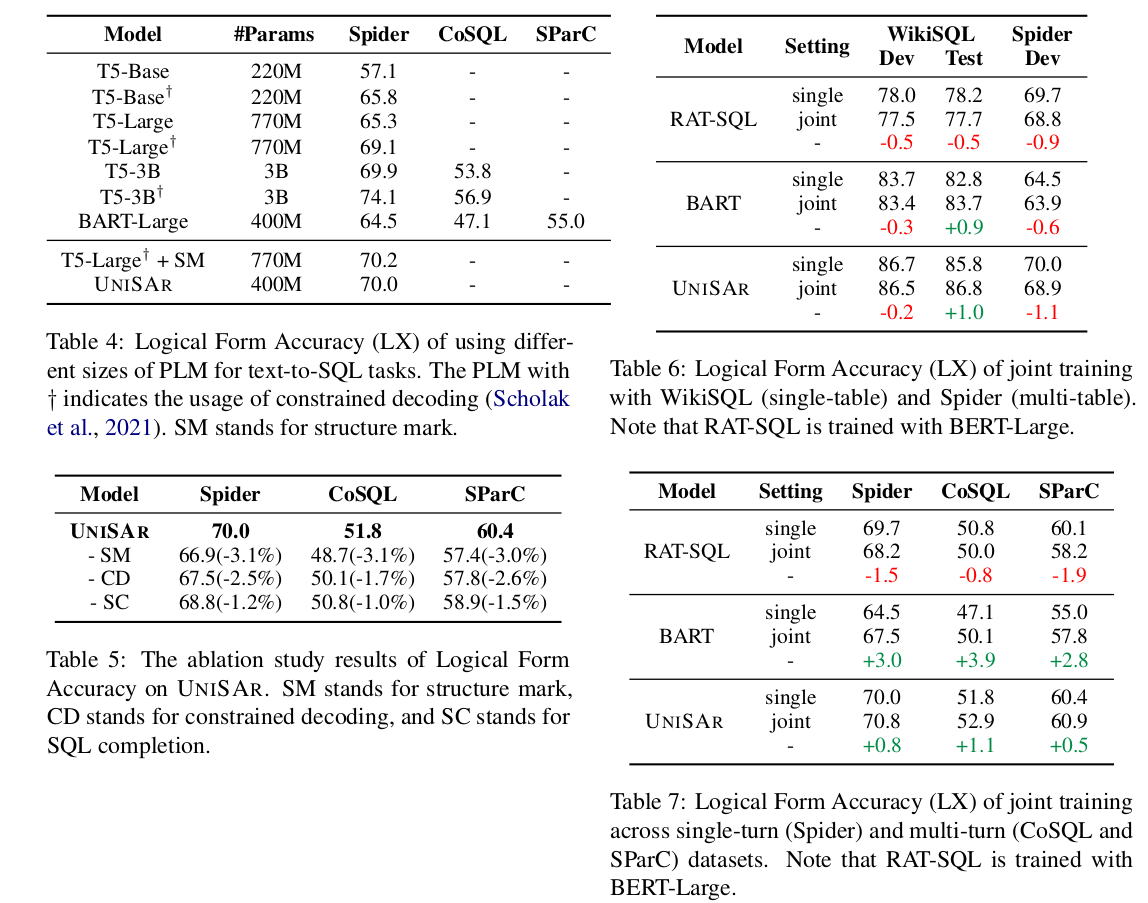 Model #Params Spider CoSQL SParC
T5-Base 220M 57.1 - -
T5-Base† 220M 65.8 - -
T5-Large 770M 65.3 - -
T5-Large† 770M 69.1 - -
T5-3B 3B 69.9 53.8 -
T5-3B† 3B 74.1 56.9 -
BART-Large 400M 64.5 47.1 55.0
T5-Large† + SM 770M 70.2 - -
UNISAR 400M 70.0 - -
Table 4: Logical Form Accuracy (LX) of using differ-
ent sizes of PLM for text-to-SQL tasks. The PLM with
† indicates the usage of constrained decoding (Scholak
et al., 2021). SM stands for structure mark.
Model Spider CoSQL SParC
UNISAR 70.0 51.8 60.4
- SM 66.9(-3.1%) 48.7(-3.1%) 57.4(-3.0%)
- CD 67.5(-2.5%) 50.1(-1.7%) 57.8(-2.6%)
- SC 68.8(-1.2%) 50.8(-1.0%) 58.9(-1.5%)
Table 5: The ablation study results of Logical Form
Accuracy on UNISAR. SM stands for structure mark,
CD stands for constrained decoding, and SC stands for
SQL completion.
Model Setting WikiSQL Spider
Dev Test Dev
single 78.0 78.2 69.7
RAT-SQL joint 77.5 77.7 68.8
- -0.5 -0.5 -0.9
single 83.7 82.8 64.5
BART joint 83.4 83.7 63.9
- -0.3 +0.9 -0.6
single 86.7 85.8 70.0
UNISAR joint 86.5 86.8 68.9
- -0.2 +1.0 -1.1
Table 6: Logical Form Accuracy (LX) of joint training
with WikiSQL (single-table) and Spider (multi-table).
Note that RAT-SQL is trained with BERT-Large.
Model Setting Spider CoSQL SParC
single 69.7 50.8 60.1
RAT-SQL joint 68.2 50.0 58.2
- -1.5 -0.8 -1.9
single 64.5 47.1 55.0
BART joint 67.5 50.1 57.8
- +3.0 +3.9 +2.8
single 70.0 51.8 60.4
UNISAR joint 70.8 52.9 60.9
- +0.8 +1.1 +0.5
Table 7: Logical Form Accuracy (LX) of joint training
across single-turn (Spider) and multi-turn (CoSQL and
SParC) datasets. Note that RAT-SQL is trained with
BERT-Large.